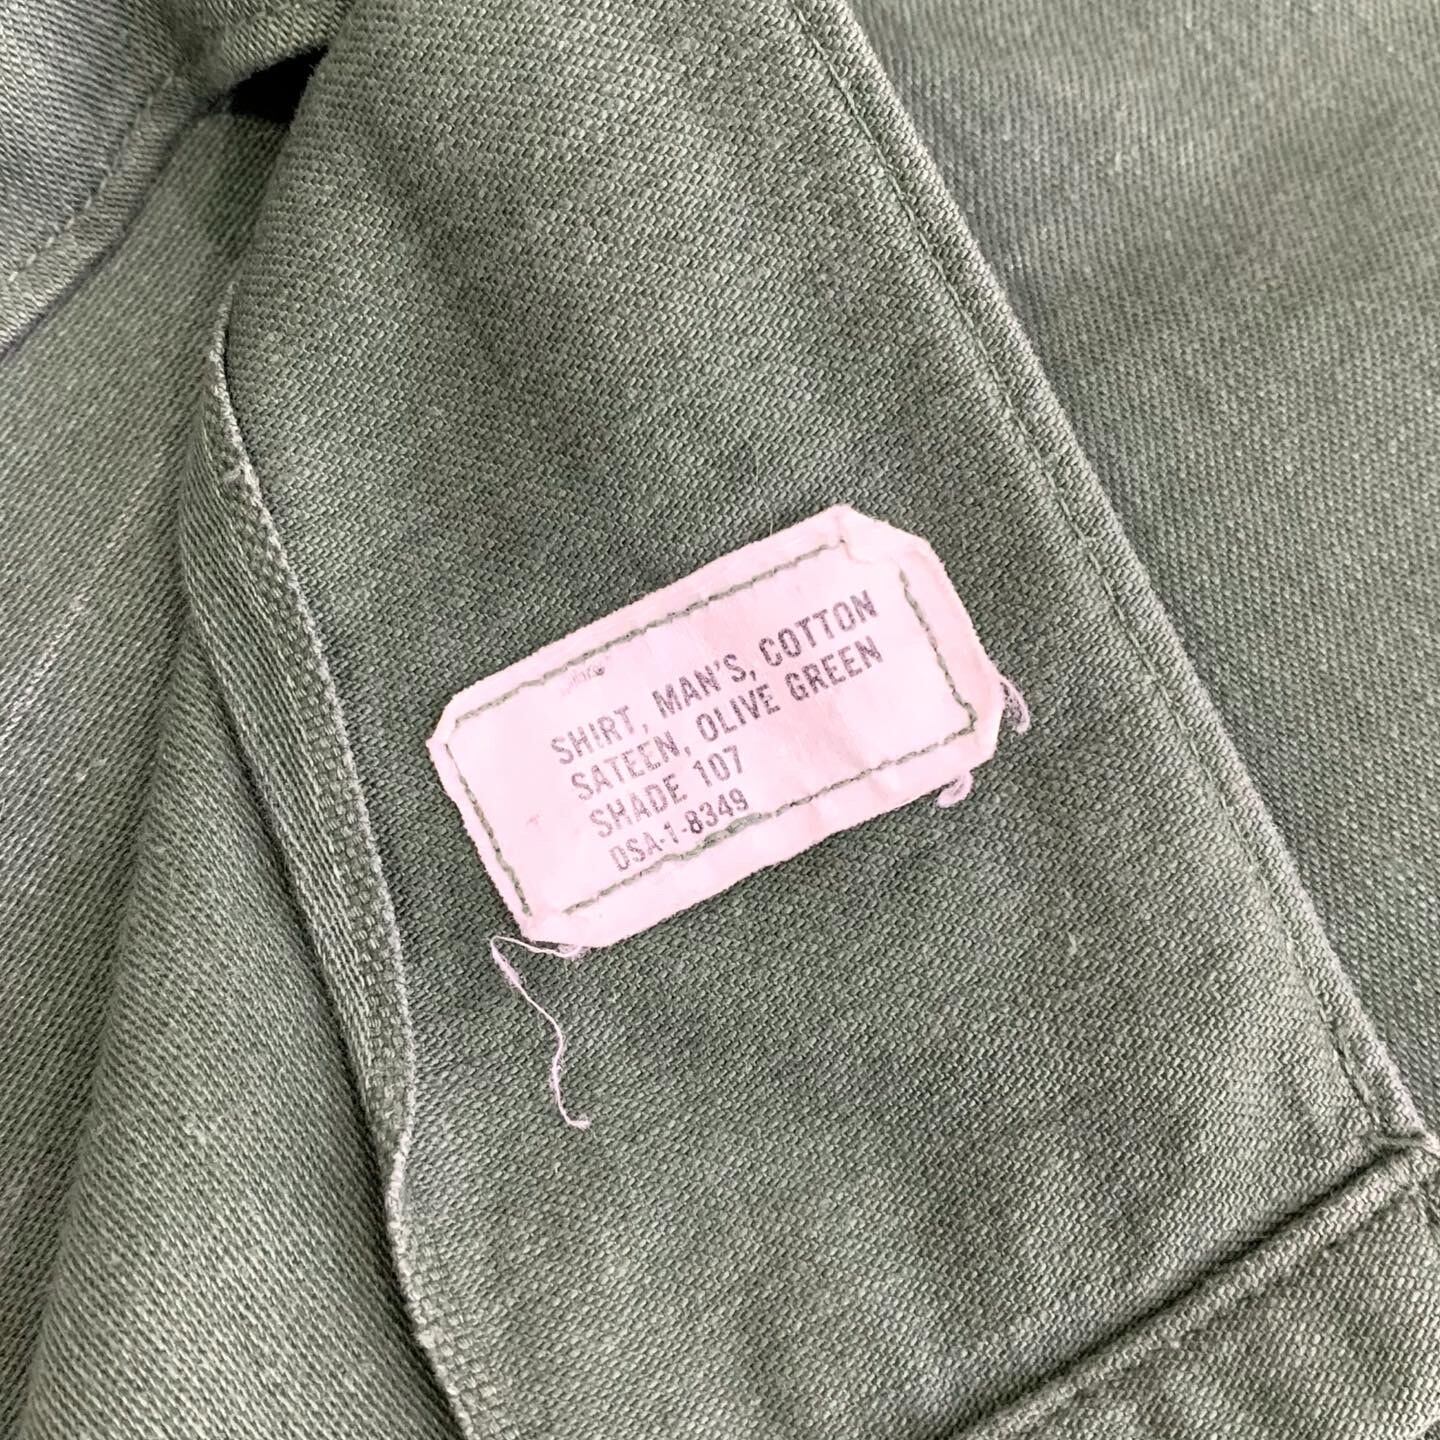 SHIRT, MAN'S, COTTON
SATEEN, OLIVE GREEN
SHADE 107
DSA-1-8349